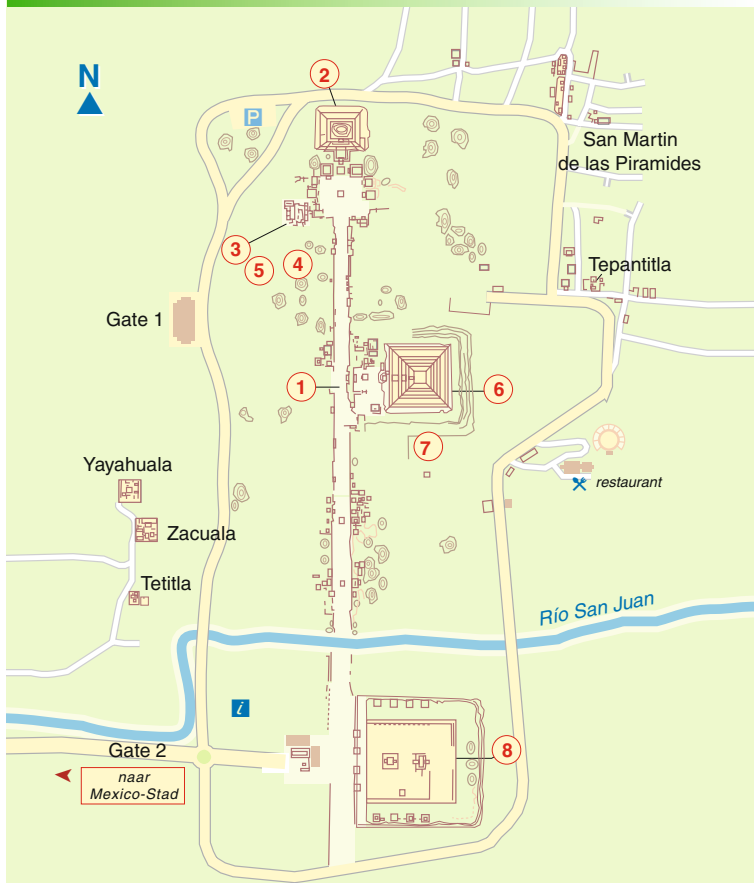 N
2
P
San Martin
de las Piramides
3
4
5
Tepantitla
Gate 1
1
6
7
Yayahuala
restaurant
Zacuala
Tetitla
Río San Juan
i
Gate 2
8
naar
Mexico-Stad